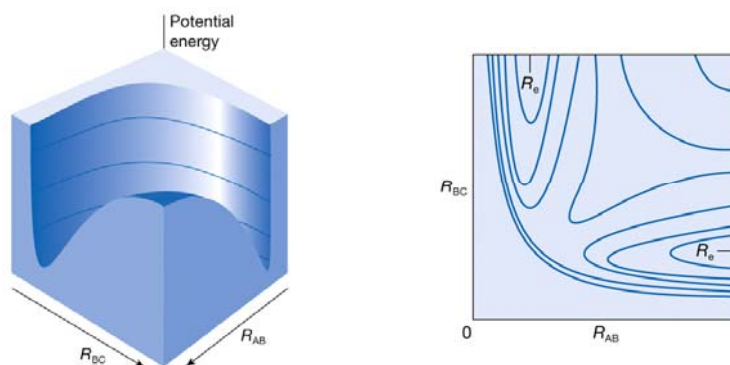 Potential
energy
R_BC
R_AB
R_e
R_BC
R_e
0
R_AB